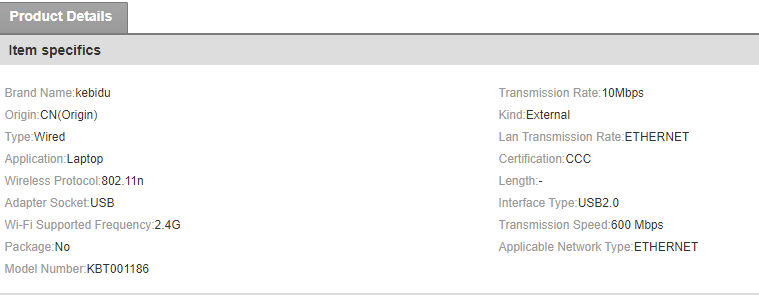 Product Details
Item specifics
Brand Name:kebidu
Origin:CN(Origin)
Type:Wired
Application:Laptop
Wireless Protocol:802.11n
Adapter Socket:USB
Wi-Fi Supported Frequency:2.4G
Package:No
Model Number:KBT001186
Transmission Rate:10Mbps
Kind:External
Lan Transmission Rate:ETHERNET
Certification:CCC
Length:-
Interface Type:USB2.0
Transmission Speed:600 Mbps
Applicable Network Type:ETHERNET